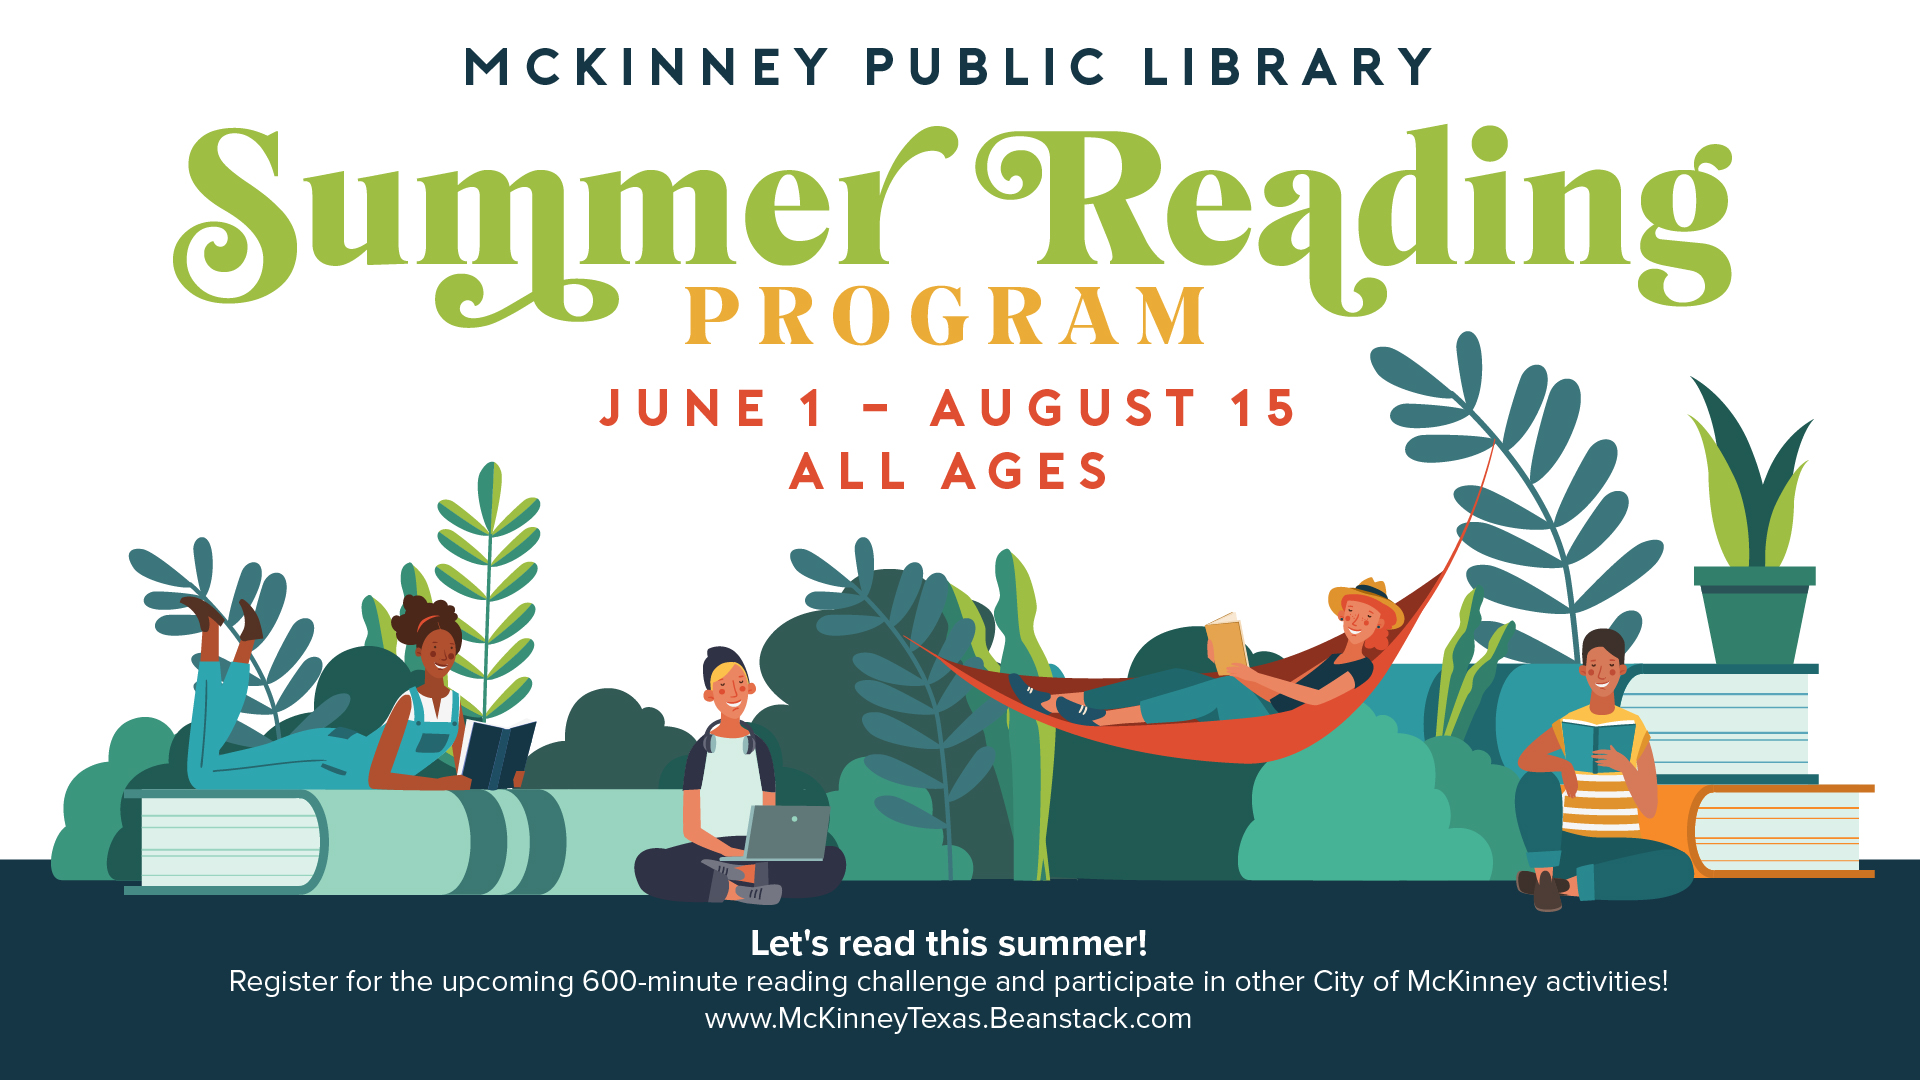 MCKINNEY PUBLIC LIBRARY
Summer Reading
PROGRAM
JUNE 1 – AUGUST 15
ALL AGES
Let's read this summer!
Register for the upcoming 600-minute reading challenge and participate in other City of McKinney activities!
www.McKinneyTexas.Beanstack.com